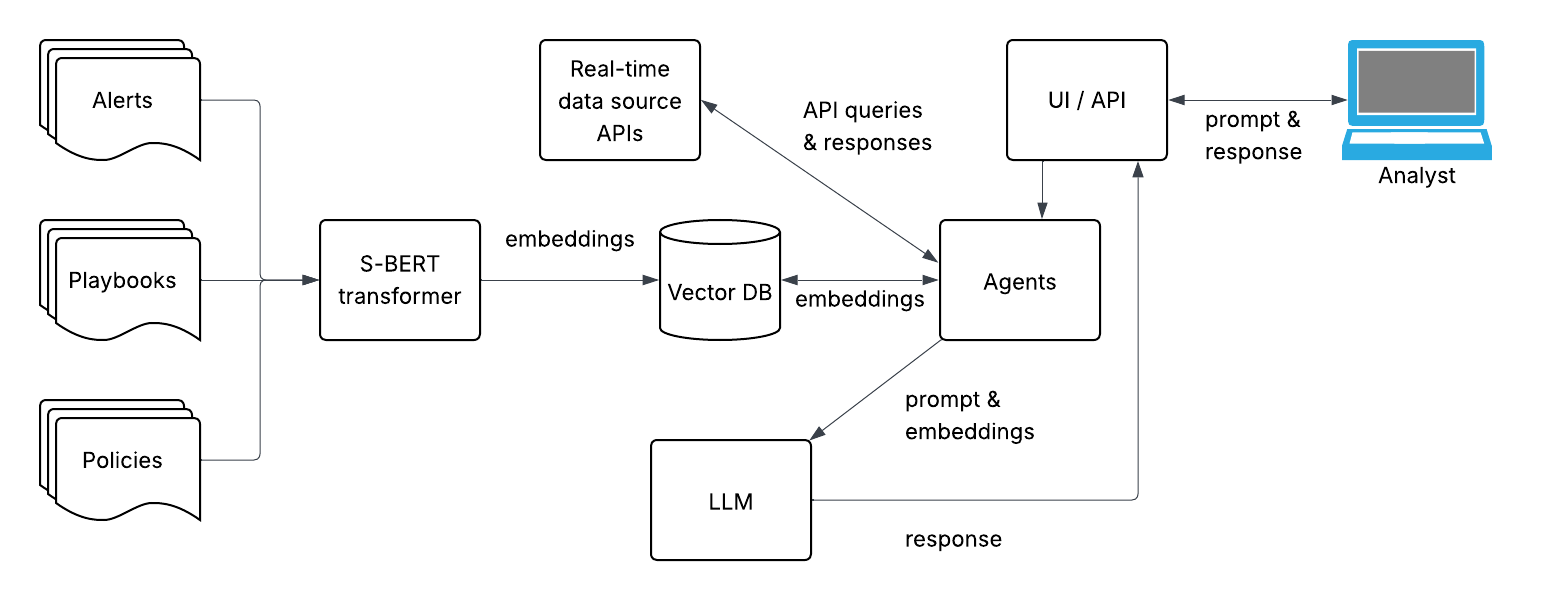 Alerts
Real-time
data source
APIs
API queries
& responses
UI / API
prompt &
response
Analyst
Playbooks
S-BERT
transformer
embeddings
Vector DB
embeddings
Agents
prompt &
embeddings
Policies
LLM
response